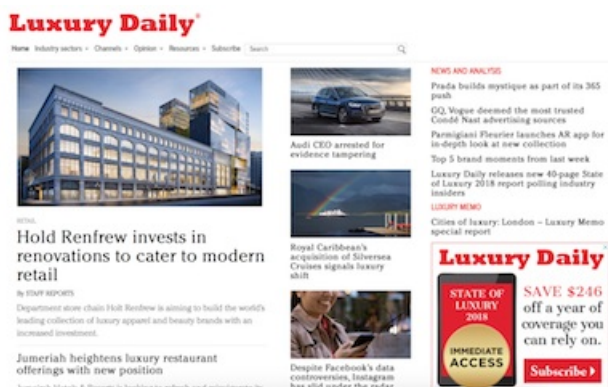 Luxury Daily®
Home Industry sectors Channels Opinion Resources Subscribe Search
RETAIL
Hold Renfrew invests in
renovations to cater to modern
retail
By STAFF REPORTS
Department store chain Holt Renfrew is aiming to build the world's
leading collection of luxury apparel and beauty brands with an
increased investment.
Jumeriah heightens luxury restaurant
offerings with new position
Audi CEO arrested for
evidence tampering
Royal Caribbean's
acquisition of Silversea
Cruises signals luxury
shift
Despite Facebook's data
controversies, Instagram
has slid under the radar
NEWS AND ANALYSIS
Prada builds mystique as part of its 365
push
GQ, Vogue deemed the most trusted
Condé Nast advertising sources
Parmigiani Fleurier launches AR app for
in-depth look at new collection
Top 5 brand moments from last week
Luxury Daily releases new 40-page State
of Luxury 2018 report polling industry
insiders
LUXURY MEMO
Cities of luxury: London – Luxury Memo
special report
Luxury Daily
STATE OF
LUXURY
2018
IMMEDIATE
ACCESS
SAVE $246
off a year of
coverage you
can rely on.
Subscribe